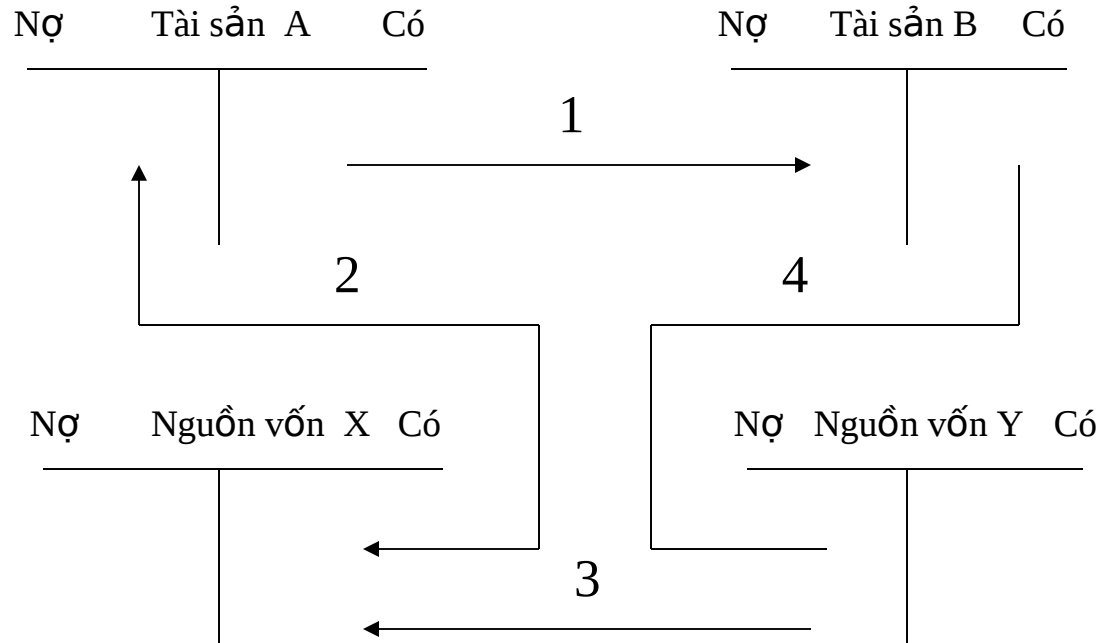 Nợ Tài sản A Có
Nợ Tài sản B Có
1
2
4
Nợ Nguồn vốn X Có
Nợ Nguồn vốn Y Có
3